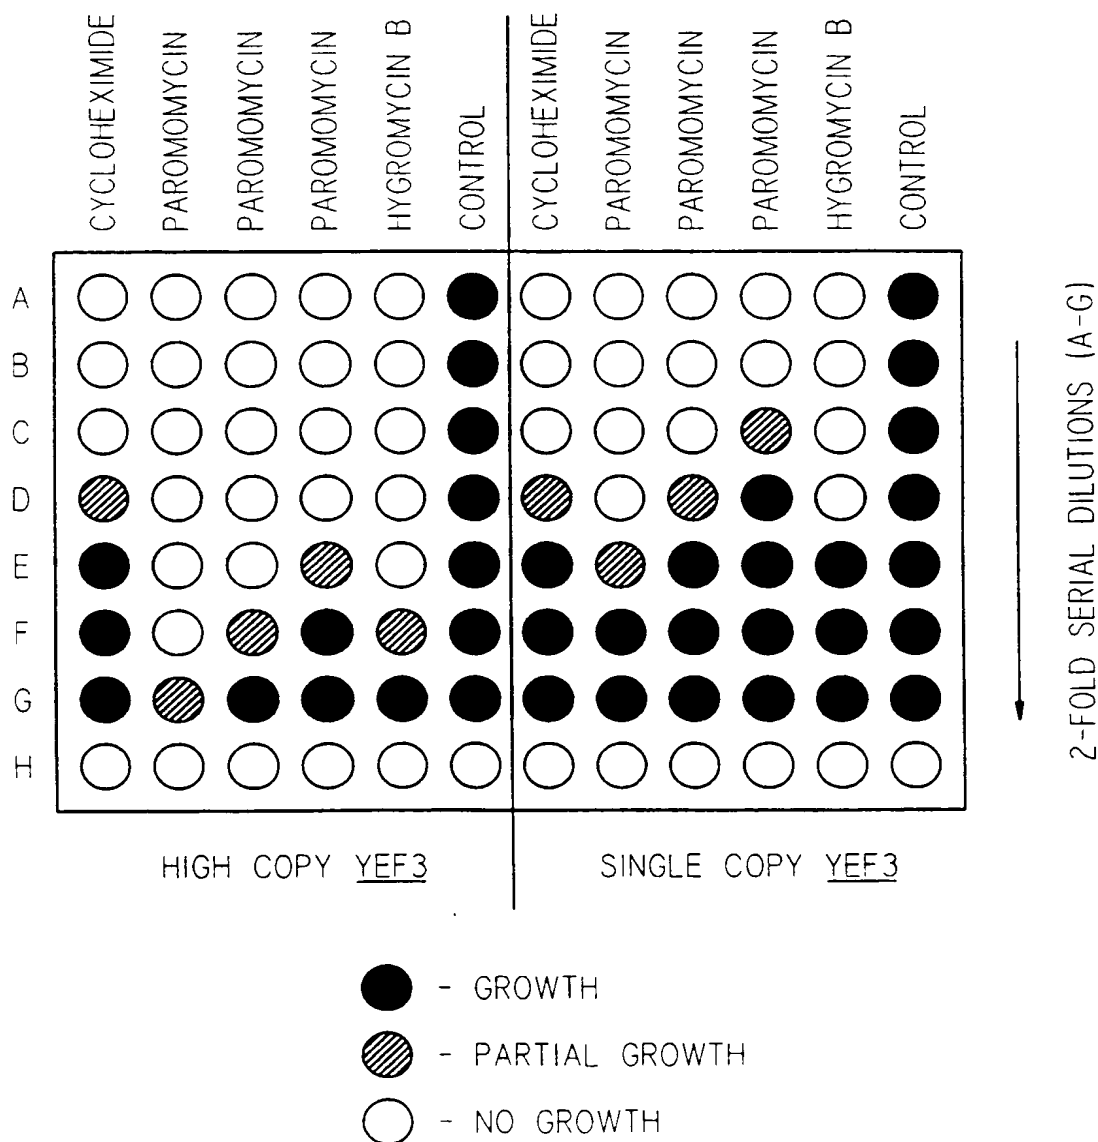 CYCLOHEXIMIDE
PAROMOMYCIN
PAROMOMYCIN
PAROMOMYCIN
HYGROMYCIN B
CONTROL
CYCLOHEXIMIDE
PAROMOMYCIN
PAROMOMYCIN
PAROMOMYCIN
HYGROMYCIN B
CONTROL
A
B
C
D
E
F
G
H
2-FOLD SERIAL DILUTIONS (A-G)
HIGH COPY YEF3
SINGLE COPY YEF3
- GROWTH
- PARTIAL GROWTH
- NO GROWTH